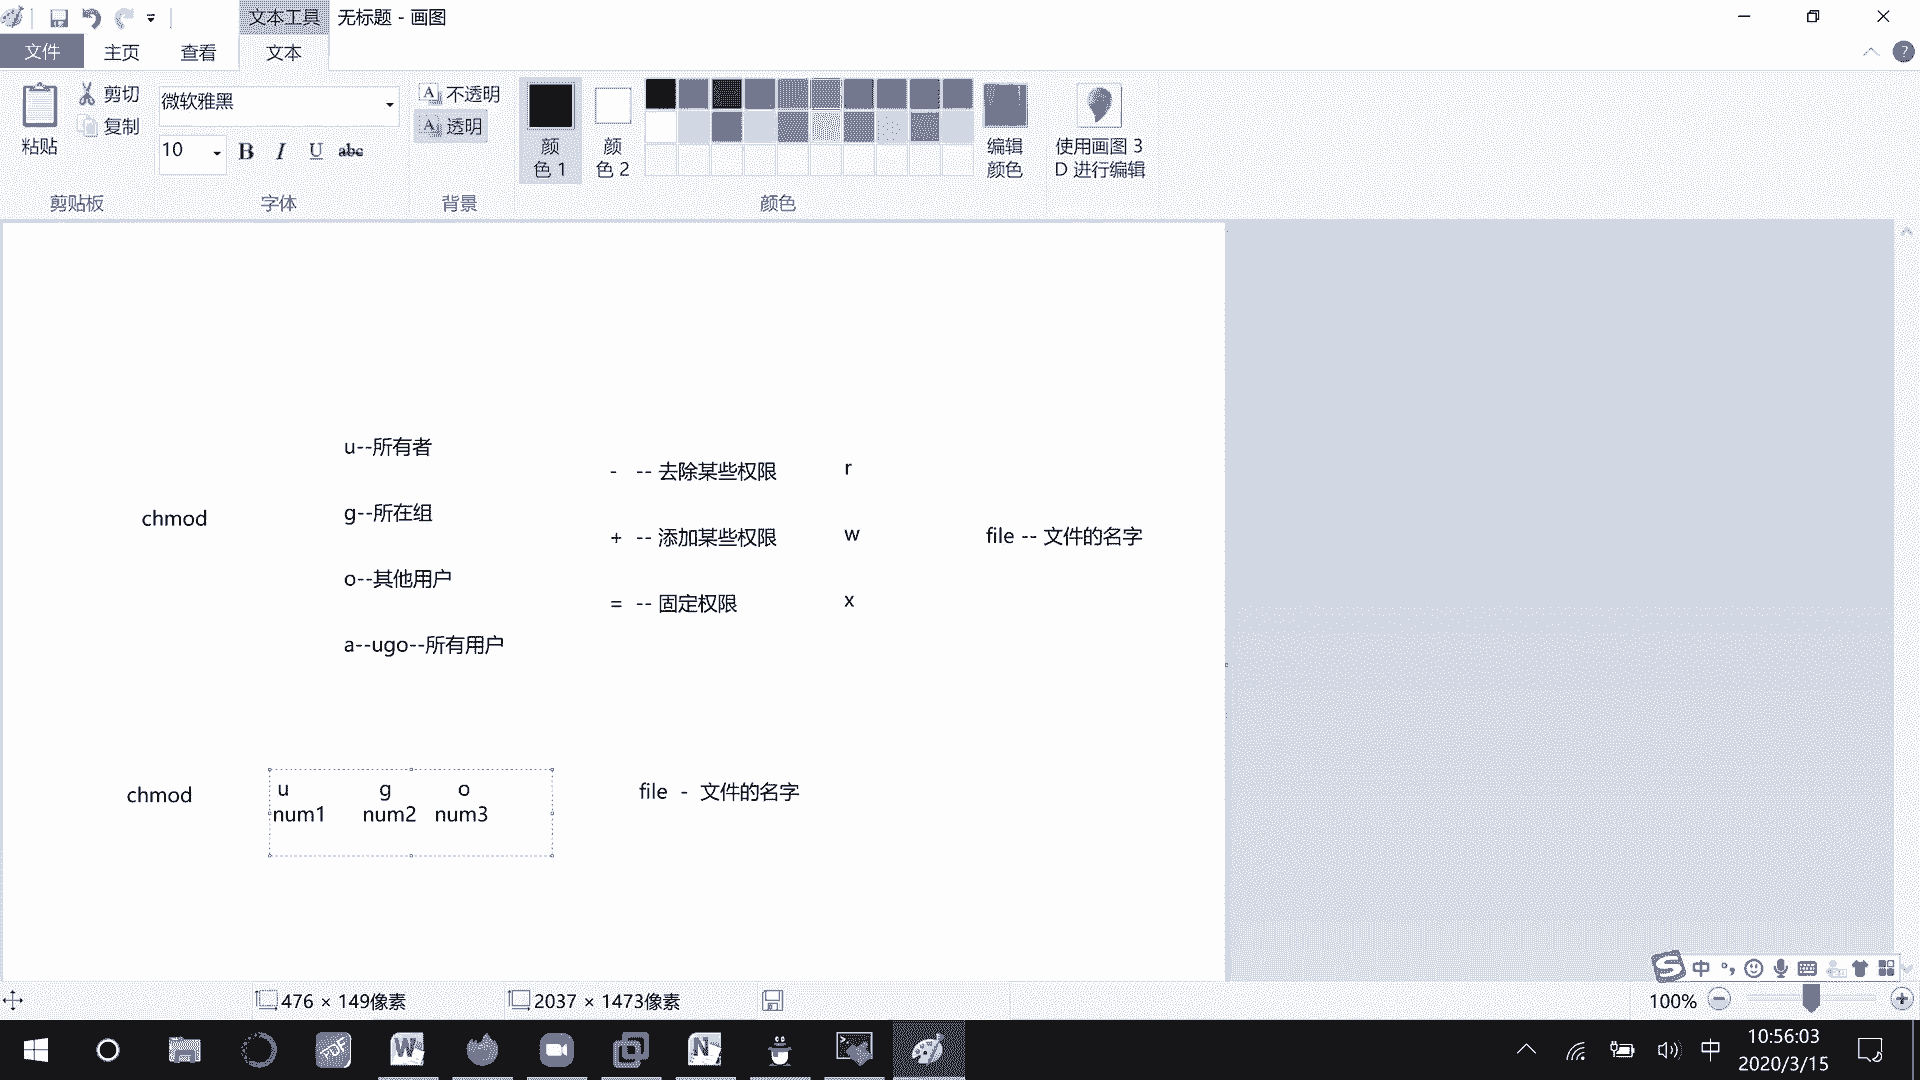 文本工具 无标题 - 画图
文件 主页 查看 文本
粘贴
剪切
复制
剪贴板
微软雅黑
10 B I U abc
字体
A 不透明
A 透明
背景
颜色 1
颜色 2
颜色
编辑颜色
使用画图 3 D 进行编辑
chmod
u--所有者
g--所在组
o--其他用户
a--ugo--所有用户
- -- 去除某些权限
+ -- 添加某些权限
= -- 固定权限
r
w
x
file -- 文件的名字
chmod
u g o
num1 num2 num3
file - 文件的名字
S 中
476 × 149像素 2037 × 1473像素 100%
PDF W N 中
10:56:03
2020/3/15